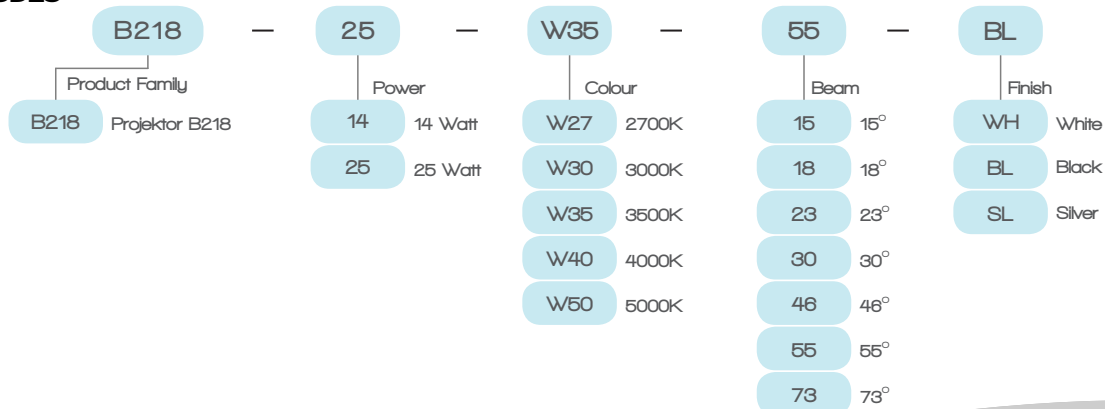 B218 — 25 — W35 — 55 — BL
Product Family Power Colour Beam Finish
B218 Projektor B218 14 14 Watt W27 2700K 15 15° WH White
25 25 Watt W30 3000K 18 18° BL Black
W35 3500K 23 23° SL Silver
W40 4000K 30 30°
W50 5000K 46 46°
55 55°
73 73°